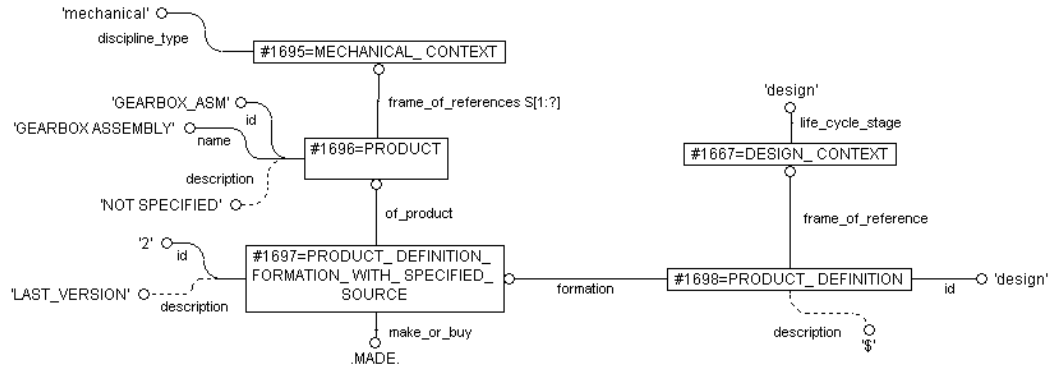 'mechanical'
discipline_type
#1695=MECHANICAL_ CONTEXT
frame_of_references S[1:?]
'GEARBOX_ASM'
id
'GEARBOX ASSEMBLY'
name
#1696=PRODUCT
description
'NOT SPECIFIED'
of_product
'design'
life_cycle_stage
#1667=DESIGN_ CONTEXT
frame_of_reference
'2'
id
#1697=PRODUCT_ DEFINITION_
FORMATION_ WITH_ SPECIFIED_
SOURCE
'LAST_VERSION'
description
formation
#1698=PRODUCT_ DEFINITION
id
'design'
make_or_buy
.MADE.
description
'$'